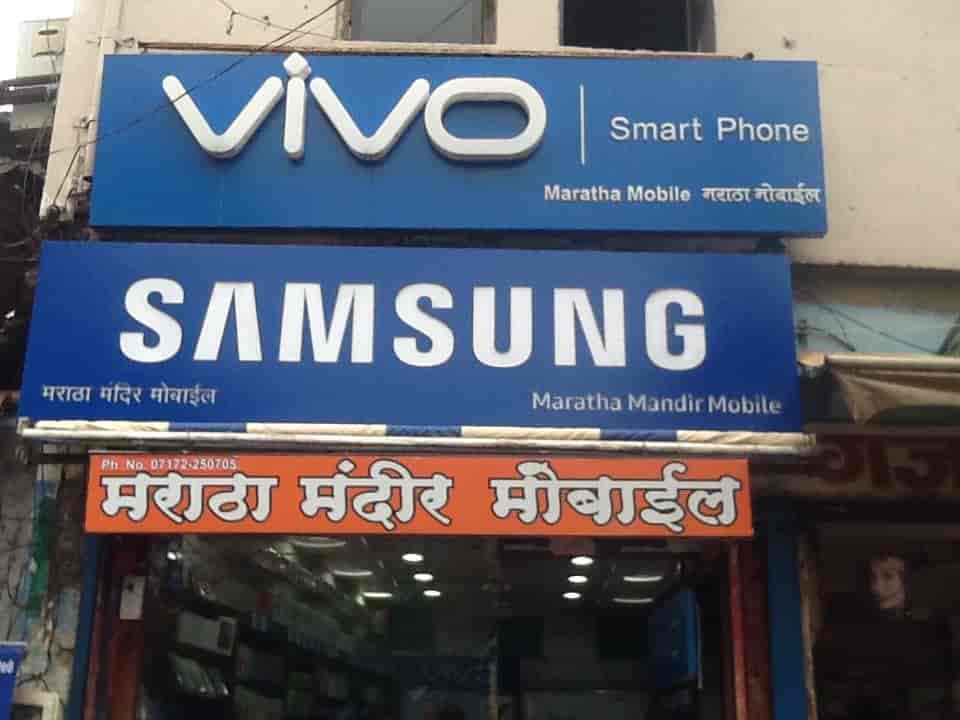 vivo
Smart Phone
Maratha Mobile मराठा मोबाईल
SAMSUNG
मराठा मंदिर मोबाईल
Maratha Mandir Mobile
Ph. No. 07172-250705
मराठा मंदीर मोबाईल